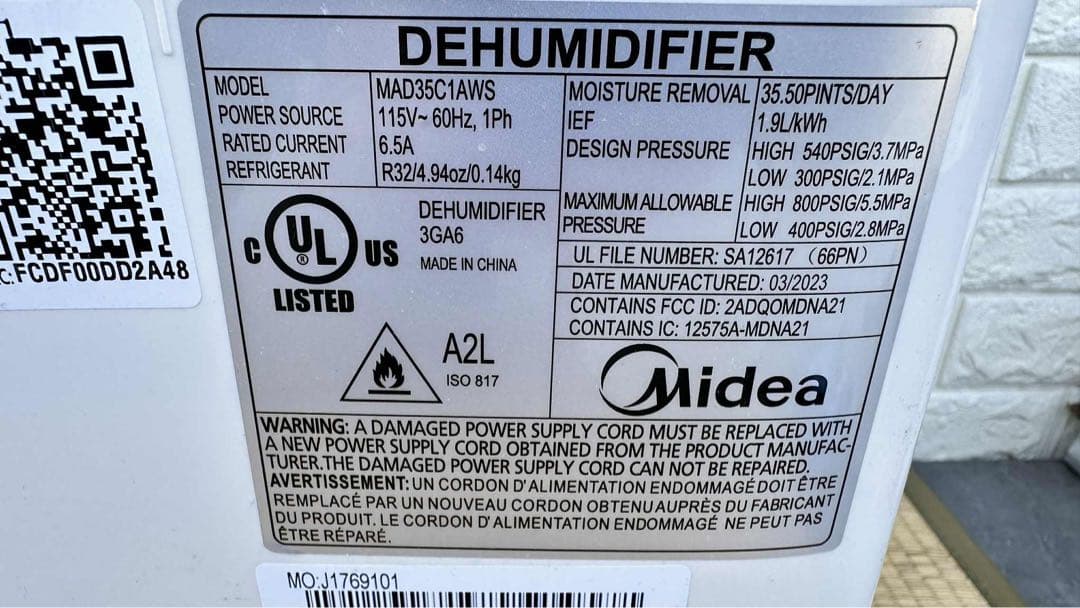 DEHUMIDIFIER
MODEL MAD35C1AWS
POWER SOURCE 115V~ 60Hz, 1Ph
RATED CURRENT 6.5A
REFRIGERANT R32/4.94oz/0.14kg
MOISTURE REMOVAL 35.50PINTS/DAY
IEF 1.9L/kWh
DESIGN PRESSURE HIGH 540PSIG/3.7MPa
LOW 300PSIG/2.1MPa
MAXIMUM ALLOWABLE HIGH 800PSIG/5.5MPa
PRESSURE LOW 400PSIG/2.8MPa
C UL ® US
LISTED
DEHUMIDIFIER
3GA6
MADE IN CHINA
UL FILE NUMBER: SA12617 (66PN)
DATE MANUFACTURED: 03/2023
CONTAINS FCC ID: 2ADQOMDNA21
CONTAINS IC: 12575A-MDNA21
A2L
ISO 817
Midea
WARNING: A DAMAGED POWER SUPPLY CORD MUST BE REPLACED WITH
A NEW POWER SUPPLY CORD OBTAINED FROM THE PRODUCT MANUFAC-
TURER.THE DAMAGED POWER SUPPLY CORD CAN NOT BE REPAIRED.
AVERTISSEMENT: UN CORDON D'ALIMENTATION ENDOMMAGÉ DOIT ÊTRE
REMPLACÉ PAR UN NOUVEAU CORDON OBTENUAUPRÈS DU FABRICANT
DU PRODUIT. LE CORDON D'ALIMENTATION ENDOMMAGÉ NE PEUT PAS
ÊTRE RÉPARÉ.
C:FCDF00DD2A48
MO:J1769101